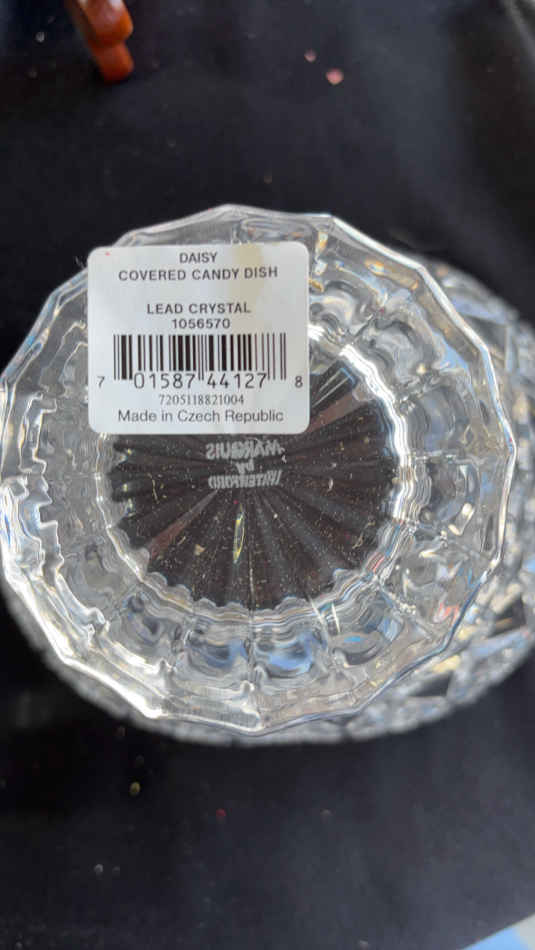 DAISY
COVERED CANDY DISH
LEAD CRYSTAL
1056570
7 01587 44127 8
7205118821004
Made in Czech Republic
MARQUIS
by
WATERFORD